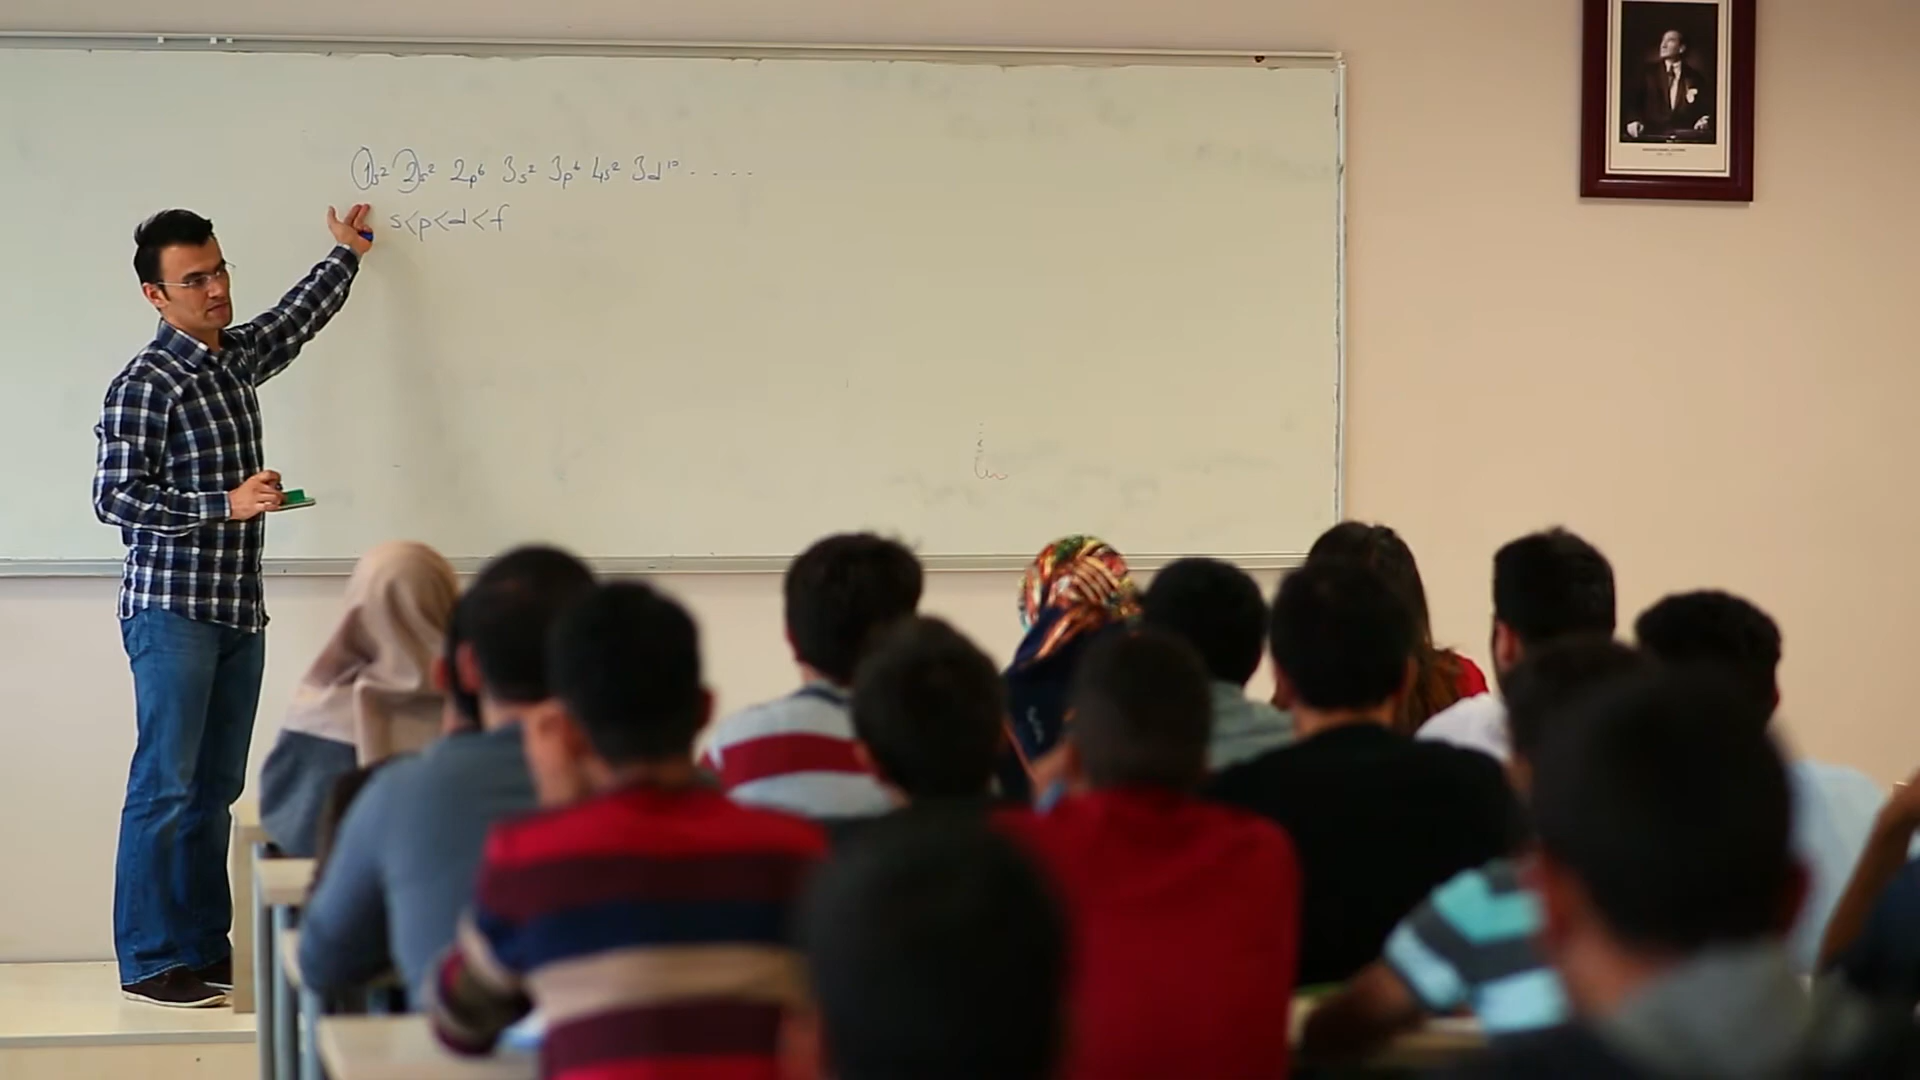 1s² 2s² 2p⁶ 3s² 3p⁶ 4s² 3d¹⁰ . . . .
s<p<d<f